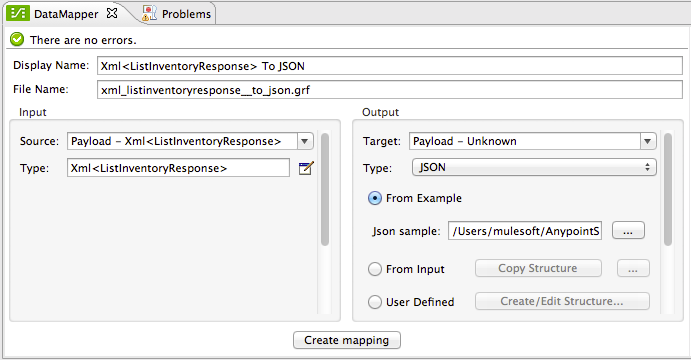 DataMapper Problems
There are no errors.
Display Name: Xml<ListInventoryResponse> To JSON
File Name: xml_listinventoryresponse__to_json.grf
Input
Source: Payload - Xml<ListInventoryResponse>
Type: Xml<ListInventoryResponse>
Output
Target: Payload - Unknown
Type: JSON
From Example
Json sample: /Users/mulesoft/AnypointS ...
From Input Copy Structure ...
User Defined Create/Edit Structure...
Create mapping